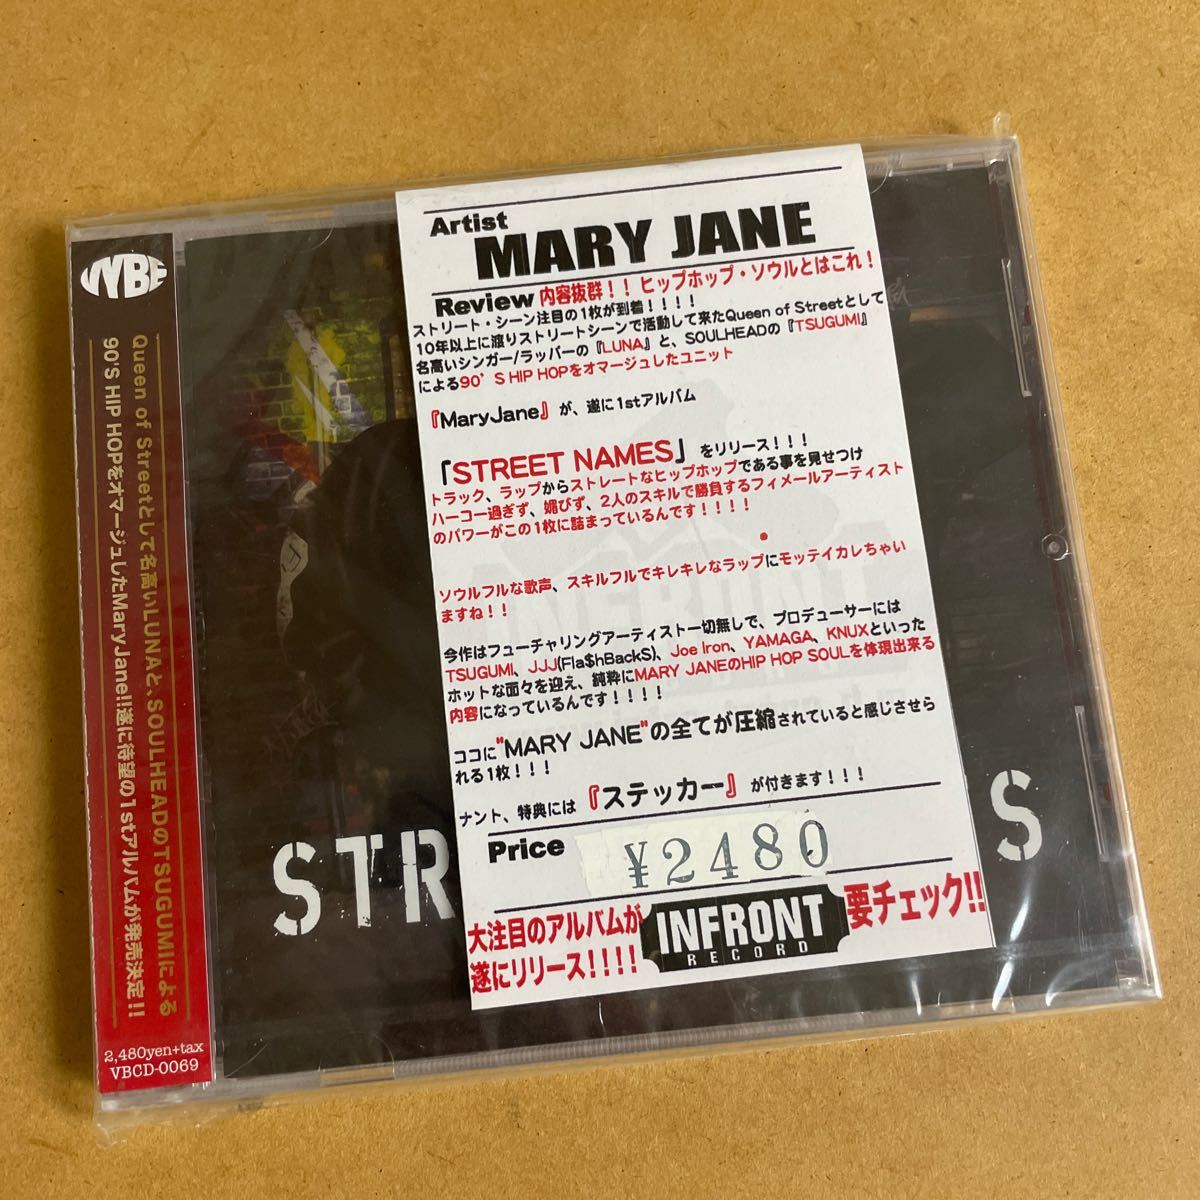 VYBE
Queen of Streetとして名高いLUNAと、SOULHEADのTSUGUMIによる
90'S HIP HOPをオマージュしたMaryJane!!遂に待望の1stアルバムが発売決定!!
2,480yen+tax
VBCD-0069
Artist
MARY JANE
Review 内容抜群!! ヒップホップ・ソウルとはこれ!
ストリート・シーン注目の1枚が到着!!!!
10年以上に渡りストリートシーンで活動して来たQueen of Streetとして
名高いシンガー/ラッパーの『LUNA』と、SOULHEADの『TSUGUMI』
による90’S HIP HOPをオマージュしたユニット
『MaryJane』が、遂に1stアルバム
「STREET NAMES」をリリース!!!
トラック、ラップからストレートなヒップホップである事を見せつけ
ハーコー過ぎず、媚びず、2人のスキルで勝負するフィメールアーティスト
のパワーがこの1枚に詰まっているんです!!!!
ソウルフルな歌声、スキルフルでキレキレなラップにモッテイカレちゃい
ますね!!
今作はフューチャリングアーティスト一切無しで、プロデューサーには
TSUGUMI、JJJ(Fla$hBackS)、Joe Iron、YAMAGA、KNUXといった
ホットな面々を迎え、純粋にMARY JANEのHIP HOP SOULを体現出来る
内容になっているんです!!!!
ココに"MARY JANE"の全てが圧縮されていると感じさせら
れる1枚!!!
ナント、特典には『ステッカー』が付きます!!!
Price ¥2480
大注目のアルバムが
遂にリリース!!!!
INFRONT
RECORD
要チェック!!
STR S